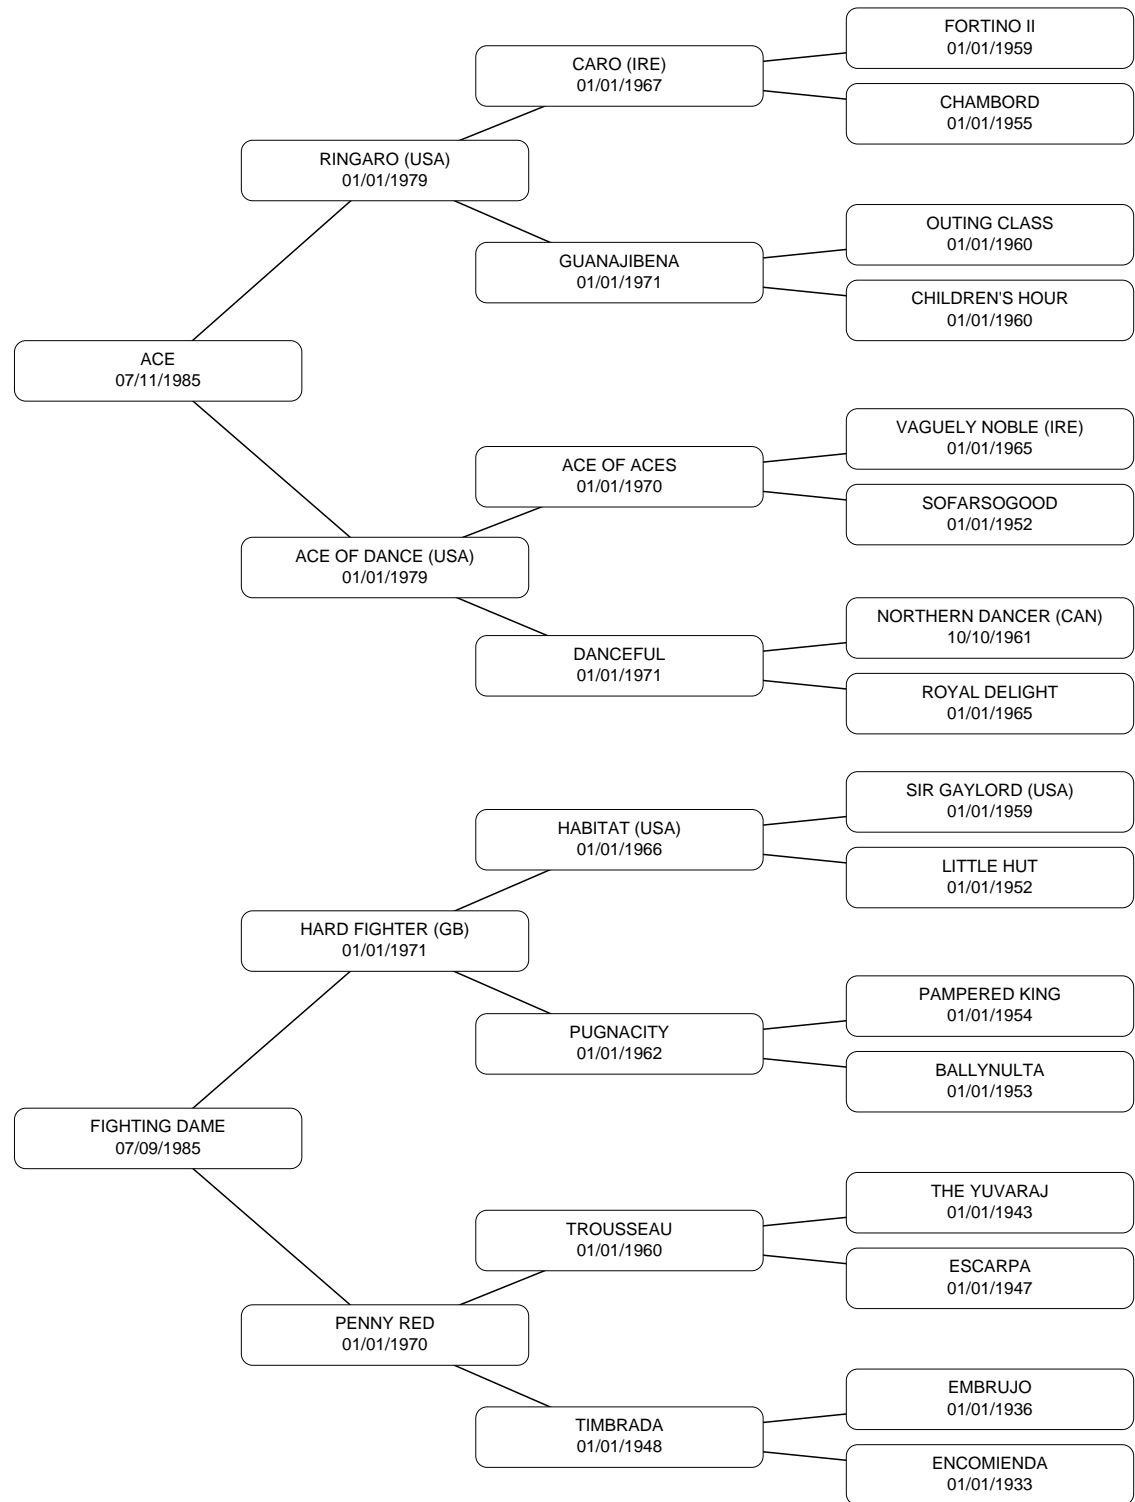 FORTINO II
01/01/1959
CARO (IRE)
01/01/1967
CHAMBORD
01/01/1955
RINGARO (USA)
01/01/1979
OUTING CLASS
01/01/1960
GUANAJIBENA
01/01/1971
CHILDREN'S HOUR
01/01/1960
ACE
07/11/1985
VAGUELY NOBLE (IRE)
01/01/1965
ACE OF ACES
01/01/1970
SOFARSOGOOD
01/01/1952
ACE OF DANCE (USA)
01/01/1979
NORTHERN DANCER (CAN)
10/10/1961
DANCEFUL
01/01/1971
ROYAL DELIGHT
01/01/1965
SIR GAYLORD (USA)
01/01/1959
HABITAT (USA)
01/01/1966
LITTLE HUT
01/01/1952
HARD FIGHTER (GB)
01/01/1971
PAMPERED KING
01/01/1954
PUGNACITY
01/01/1962
BALLYNULTA
01/01/1953
FIGHTING DAME
07/09/1985
THE YUVARAJ
01/01/1943
TROUSSEAU
01/01/1960
ESCARPA
01/01/1947
PENNY RED
01/01/1970
EMBRUJO
01/01/1936
TIMBRADA
01/01/1948
ENCOMIENDA
01/01/1933